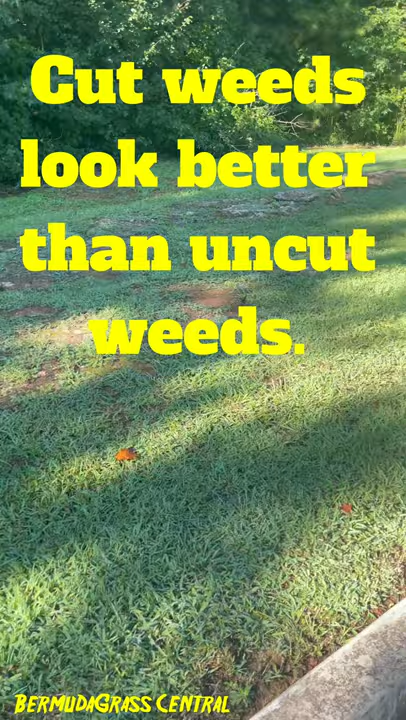 Cut weeds
look better
than uncut
weeds.
BermudaGrass Central